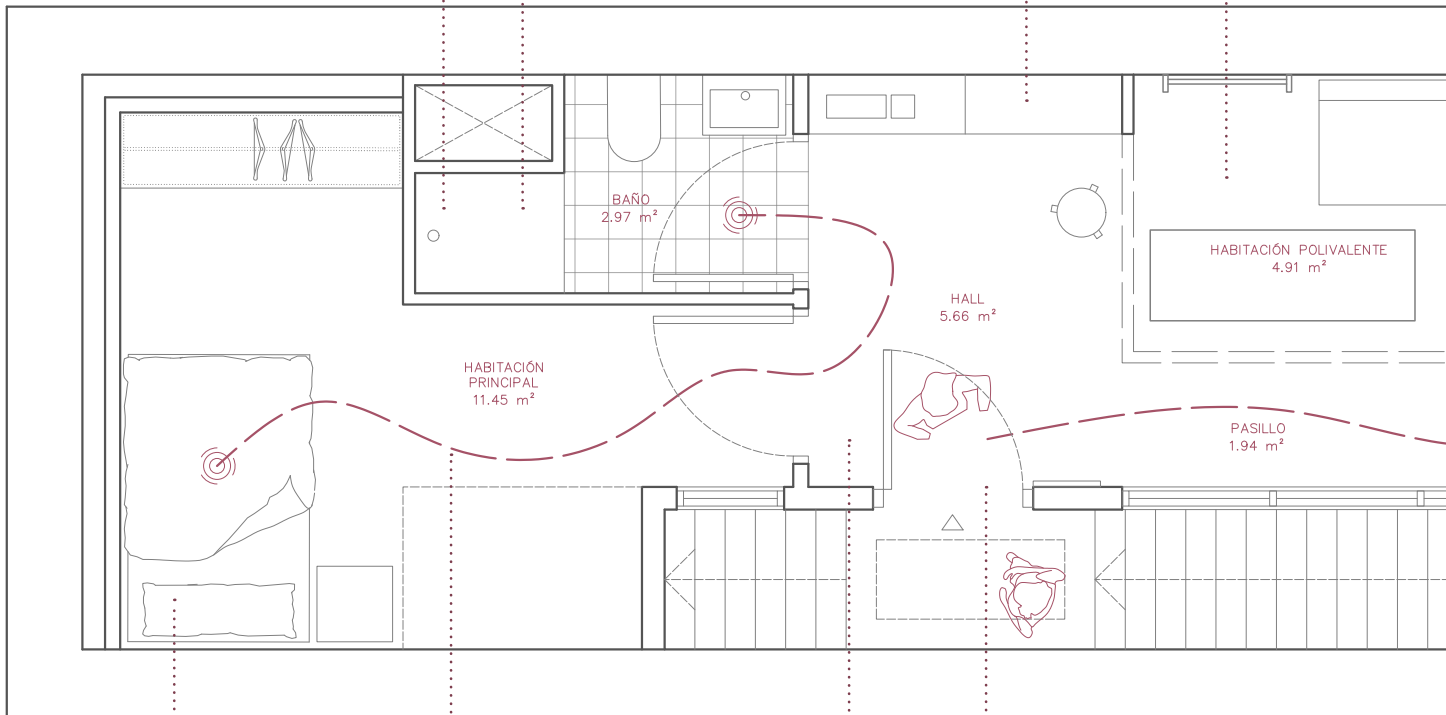 BAÑO
2.97 m²
HABITACIÓN POLIVALENTE
4.91 m²
HALL
5.66 m²
HABITACIÓN
PRINCIPAL
11.45 m²
PASILLO
1.94 m²